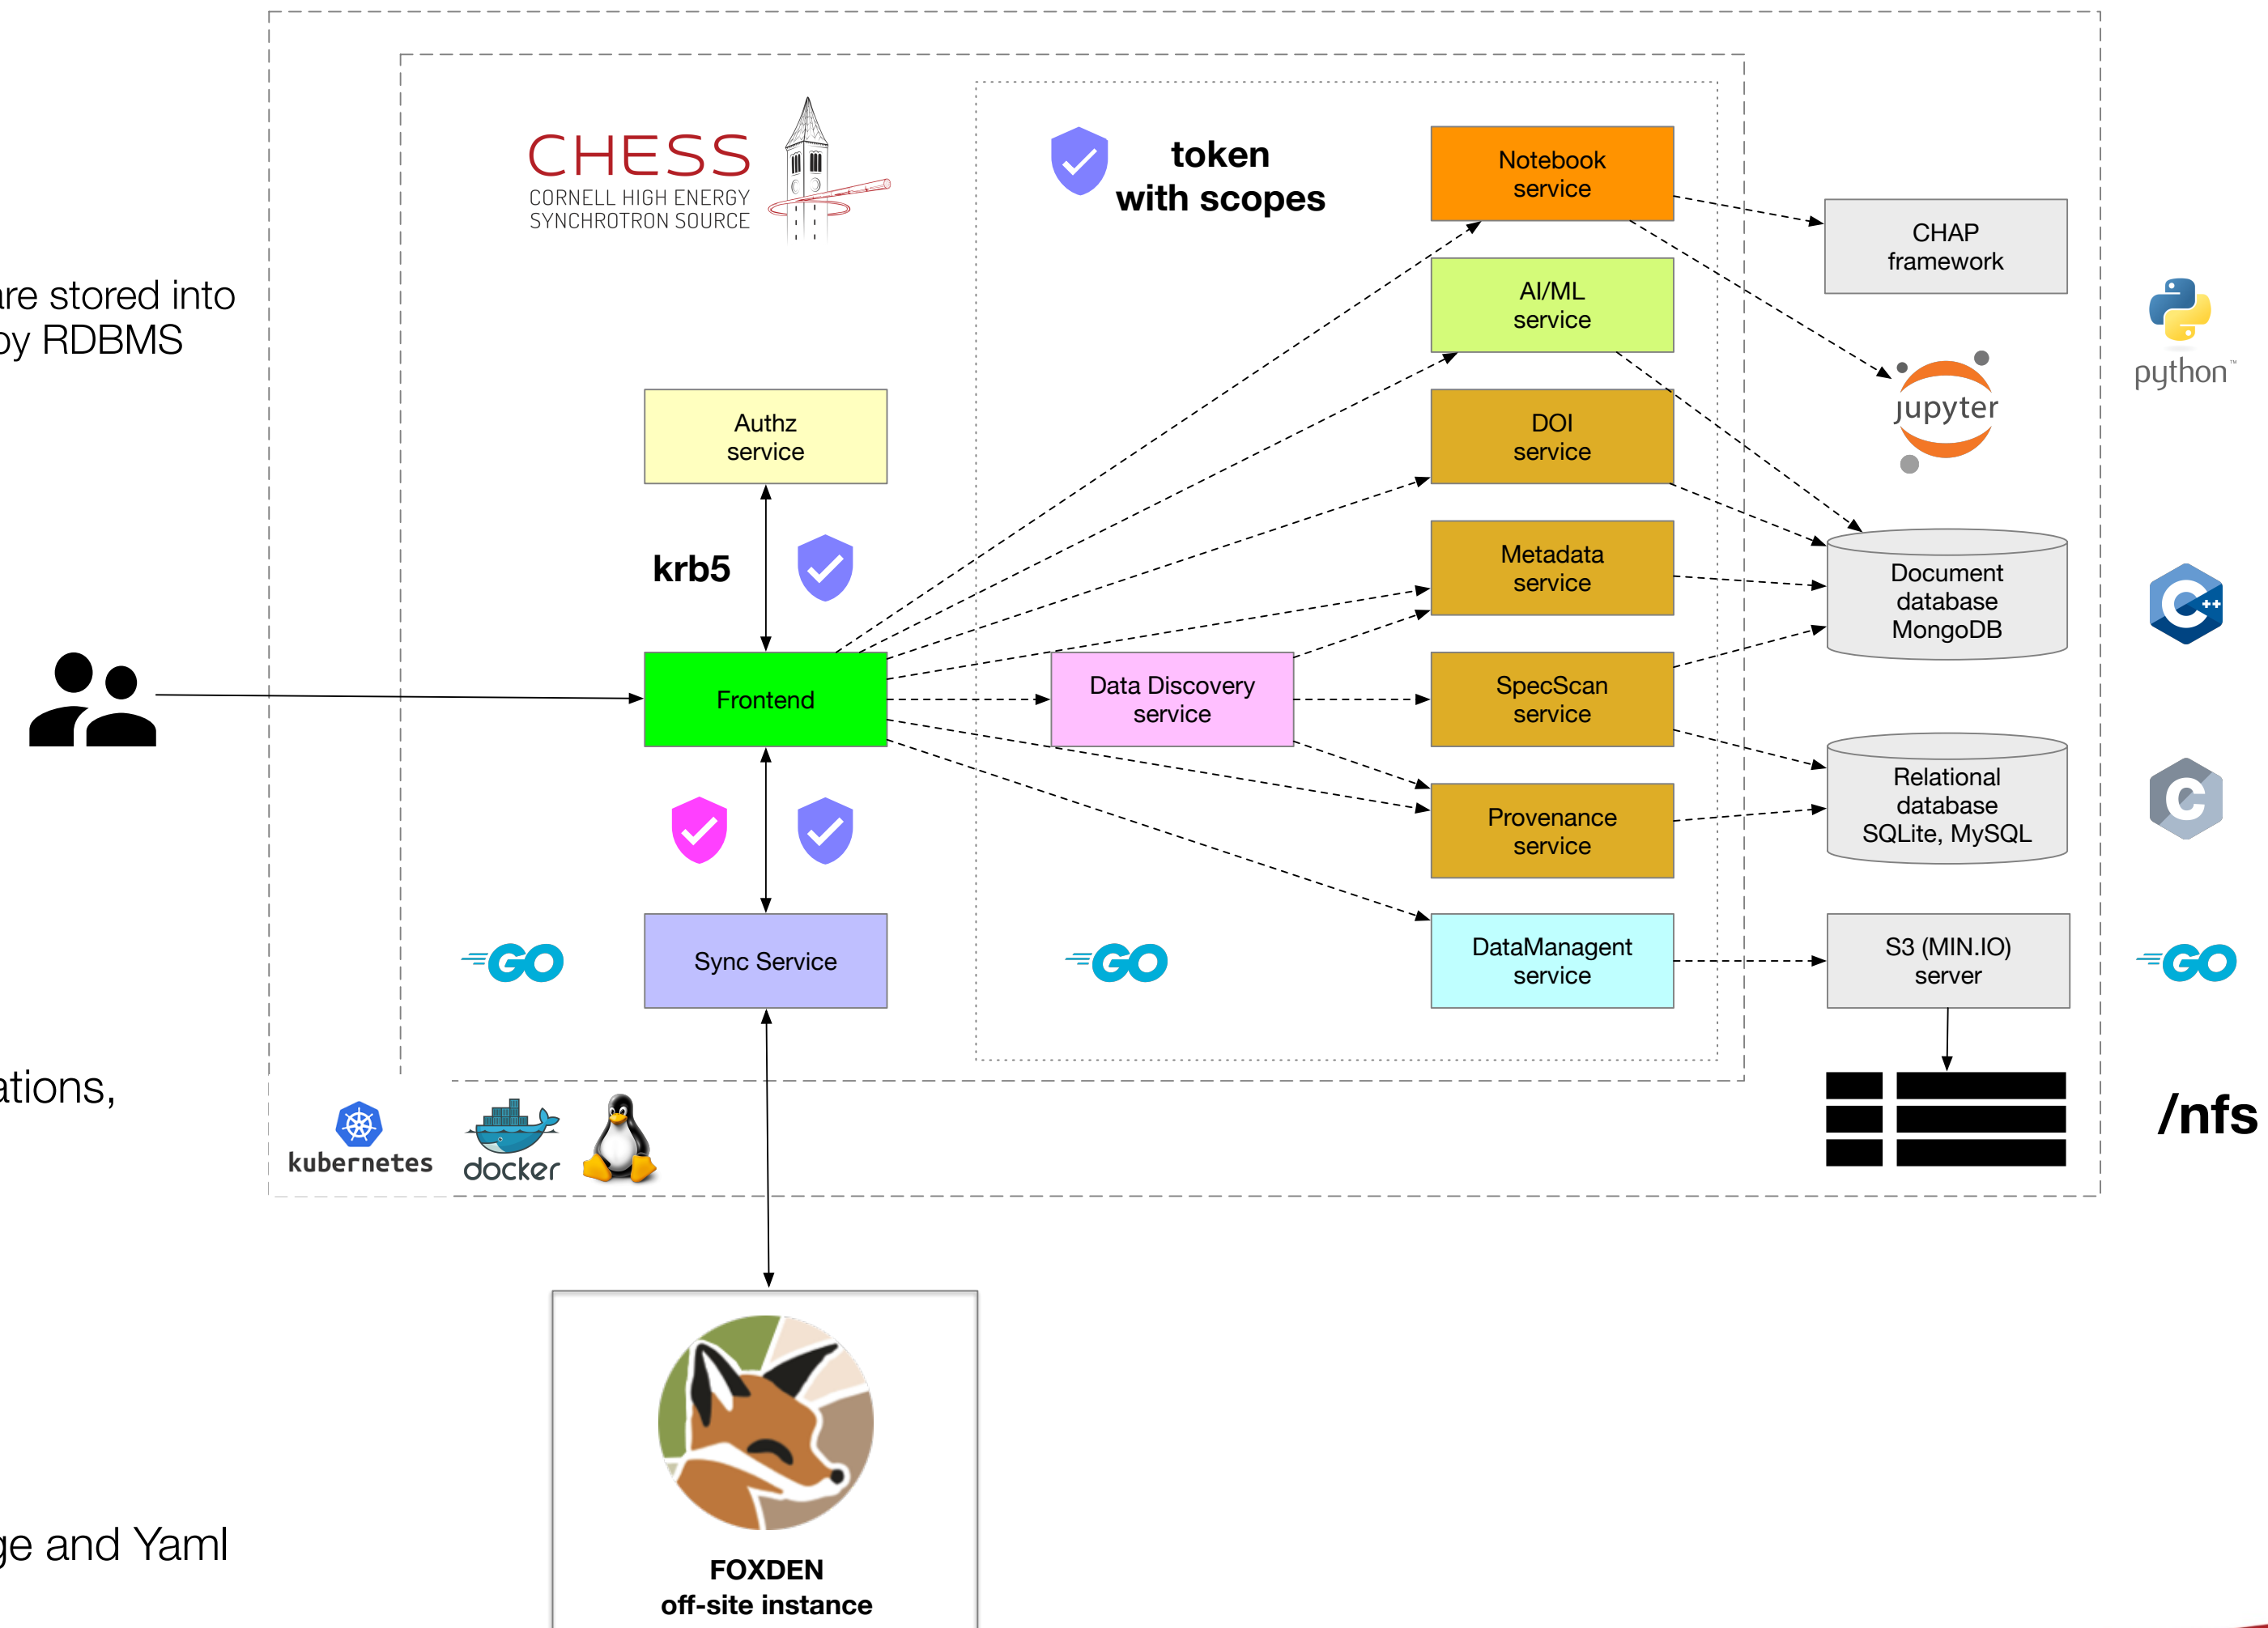 CHESS
CORNELL HIGH ENERGY
SYNCHROTRON SOURCE
token
with scopes
Notebook
service
CHAP
framework
are stored into
by RDBMS
AI/ML
service
python™
jupyter
Authz
service
DOI
service
krb5
Metadata
service
Document
database
MongoDB
C++
Frontend
Data Discovery
service
SpecScan
service
Relational
database
SQLite, MySQL
C
Provenance
service
GO
Sync Service
GO
DataManagent
service
S3 (MIN.IO)
server
GO
ations,
kubernetes
docker
/nfs
ge and Yaml
FOXDEN
off-site instance